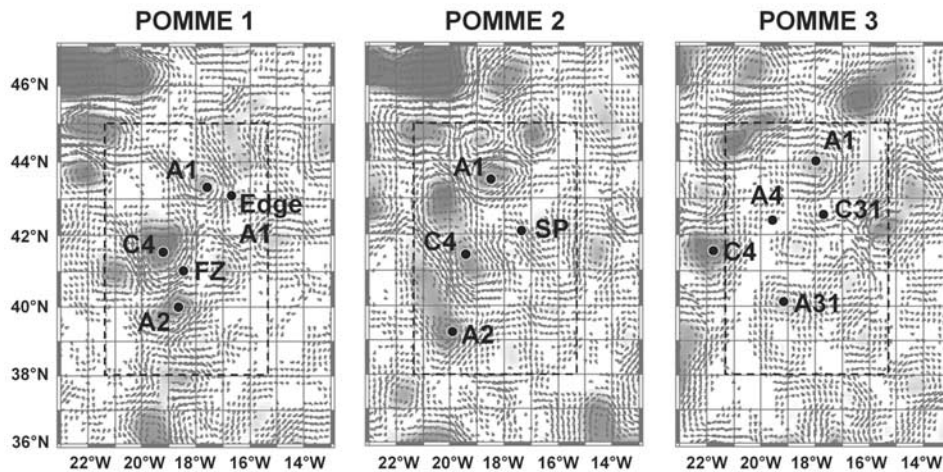 POMME 1
POMME 2
POMME 3
46°N
44°N
42°N
40°N
38°N
36°N
A1
Edge
A1
C4
FZ
A2
A1
SP
C4
A2
A1
A4
C31
C4
A31
22°W 20°W 18°W 16°W 14°W
22°W 20°W 18°W 16°W 14°W
22°W 20°W 18°W 16°W 14°W